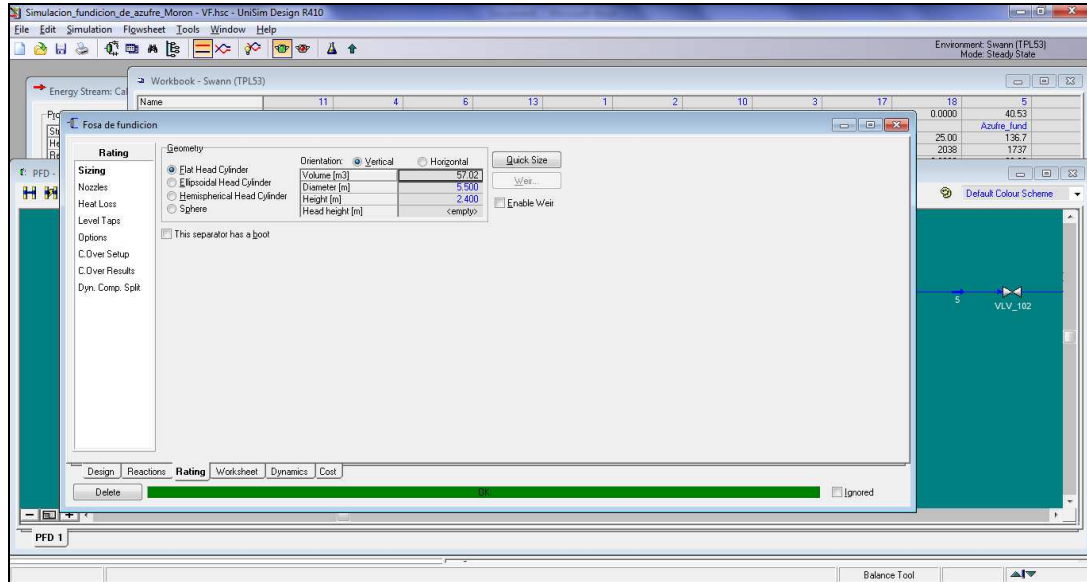 Simulacion_fundicion_de_azufre_Moron - VF.hsc - UniSim Design R410
File Edit Simulation Flowsheet Tools Window Help
Environment: Swann (TPL53)
Mode: Steady State
Workbook - Swann (TPL53)
Energy Stream: Cal
Name 11 4 6 13 1 2 10 3 17 18 5
0.0000 40.53
Azufre_fund
25.00 136.7
2038 1737
Fosa de fundicion
PFD -
Default Colour Scheme
Rating
Sizing
Nozzles
Heat Loss
Level Taps
Options
C.Over Setup
C.Over Results
Dyn. Comp. Split
Geometry
Flat Head Cylinder
Ellipsoidal Head Cylinder
Hemispherical Head Cylinder
Sphere
Orientation: Vertical Horizontal
Volume [m3] 57.02
Diameter [m] 5.500
Height [m] 2.400
Head height [m] <empty>
Quick Size
Weir...
Enable Weir
This separator has a boot
5
VLV_102
Design Reactions Rating Worksheet Dynamics Cost
Delete
OK
Ignored
PFD 1
Balance Tool